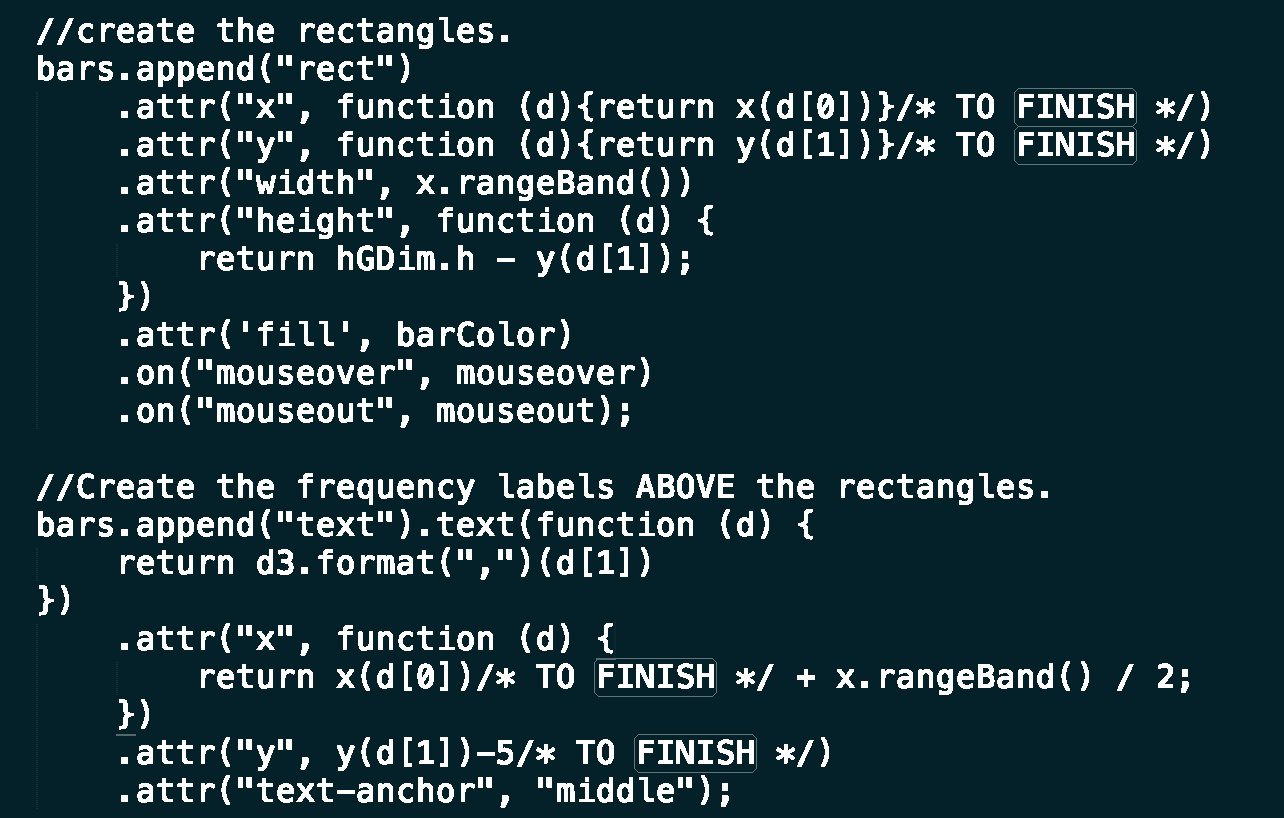 //create the rectangles.
bars.append("rect")
    .attr("x", function (d){return x(d[0])}/* TO FINISH */)
    .attr("y", function (d){return y(d[1])}/* TO FINISH */)
    .attr("width", x.rangeBand())
    .attr("height", function (d) {
        return hGDim.h - y(d[1]);
    })
    .attr('fill', barColor)
    .on("mouseover", mouseover)
    .on("mouseout", mouseout);

//Create the frequency labels ABOVE the rectangles.
bars.append("text").text(function (d) {
    return d3.format(",")(d[1])
})
    .attr("x", function (d) {
        return x(d[0])/* TO FINISH */ + x.rangeBand() / 2;
    })
    .attr("y", y(d[1])-5/* TO FINISH */)
    .attr("text-anchor", "middle");